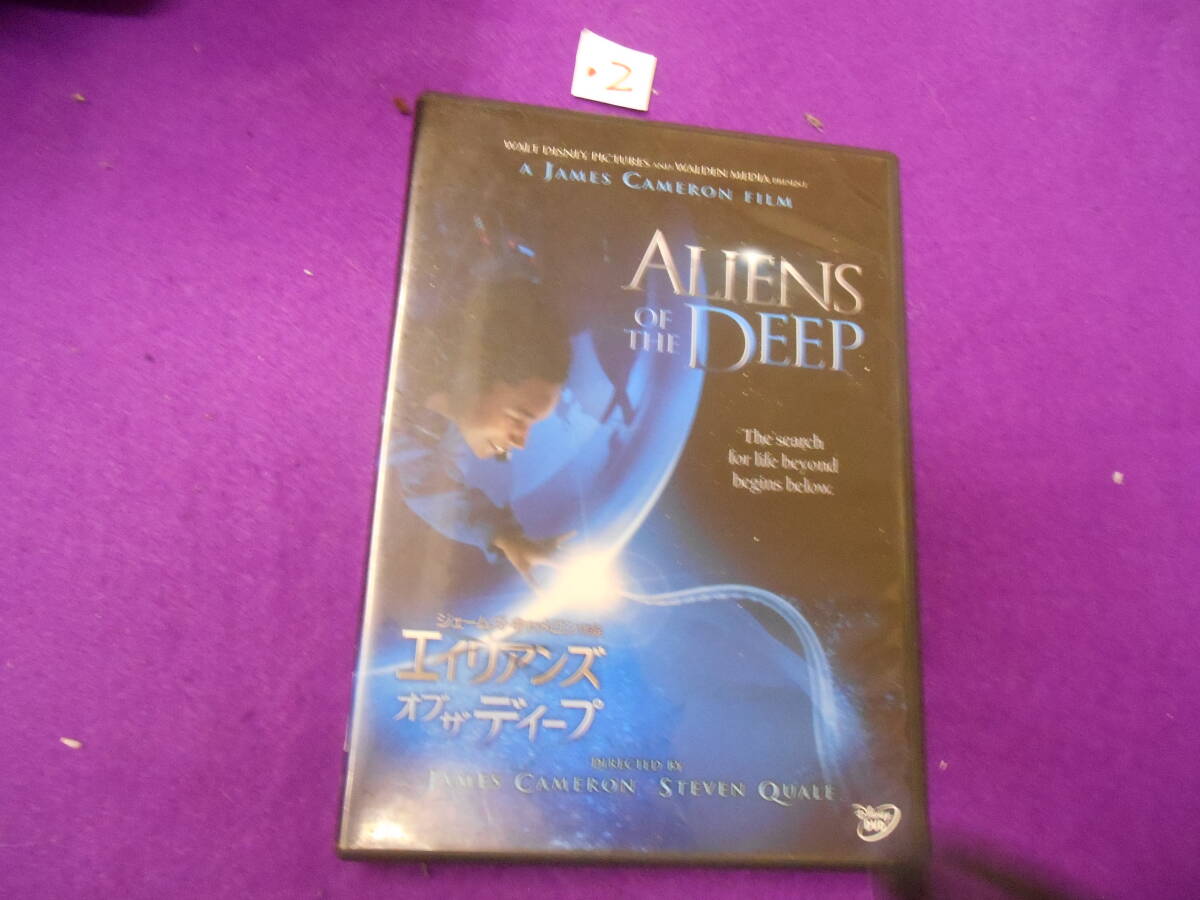 ·2
WALT DISNEY PICTURES AND WALDEN MEDIA PRESENT
A JAMES CAMERON FILM
ALIENS
OF THE DEEP
The search
for life beyond
begins below.
エイリアンズ
オブ ザ ディープ
DIRECTED BY
JAMES CAMERON STEVEN QUALE
Disney
DVD